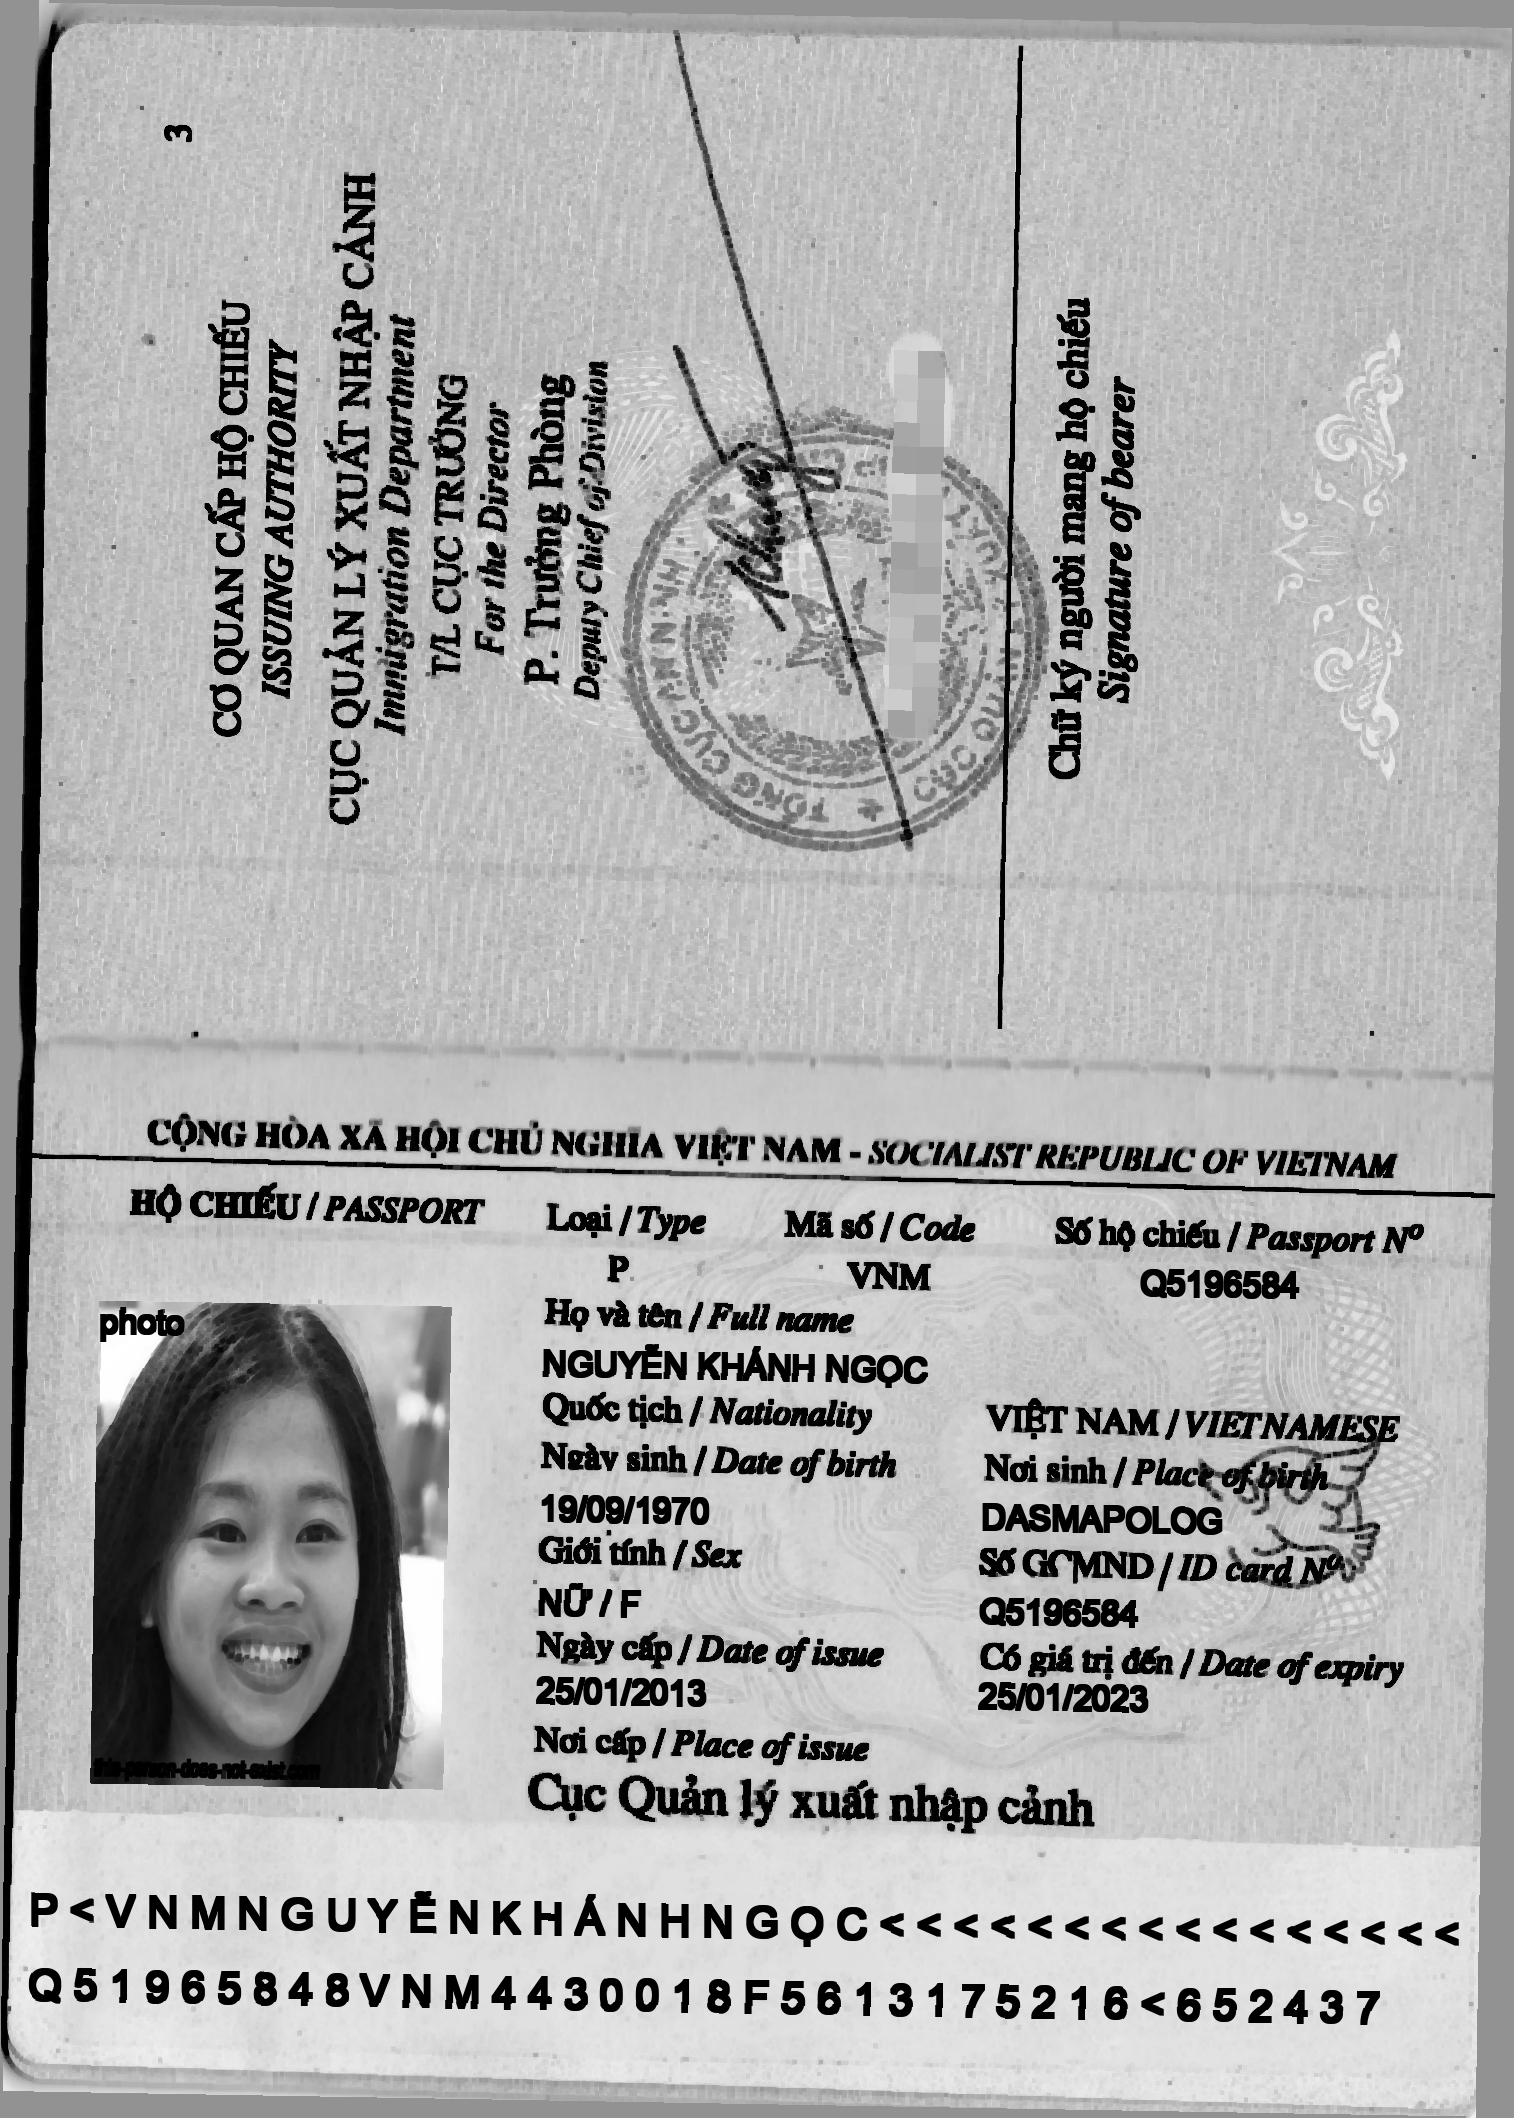 3
CƠ QUAN CẤP HỘ CHIẾU
ISSUING AUTHORITY
CỤC QUẢN LÝ XUẤT NHẬP CẢNH
Immigration Department
T/L CỤC TRƯỞNG
For the Director
P. Trưởng Phòng
Deputy Chief of Division
TỔNG CỤC AN NINH
CỤC QUẢN
Chữ ký người mang hộ chiếu
Signature of bearer
CỘNG HÒA XÃ HỘI CHỦ NGHĨA VIỆT NAM - SOCIALIST REPUBLIC OF VIETNAM
HỘ CHIẾU / PASSPORT Loại / Type Mã số / Code Số hộ chiếu / Passport Nº
P VNM Q5196584
photo
Họ và tên / Full name
NGUYỄN KHÁNH NGỌC
Quốc tịch / Nationality VIỆT NAM / VIETNAMESE
Ngày sinh / Date of birth Nơi sinh / Place of birth
19/09/1970 DASMAPOLOG
Giới tính / Sex Số GCMND / ID card Nº
NỮ / F Q5196584
Ngày cấp / Date of issue Có giá trị đến / Date of expiry
25/01/2013 25/01/2023
Nơi cấp / Place of issue
this-person-does-not-exist.com
Cục Quản lý xuất nhập cảnh
P<VNMNGUYỄNKHÁNHNGỌC<<<<<<<<<<<<<<<<
Q51965848VNM4430018F5613175216<652437